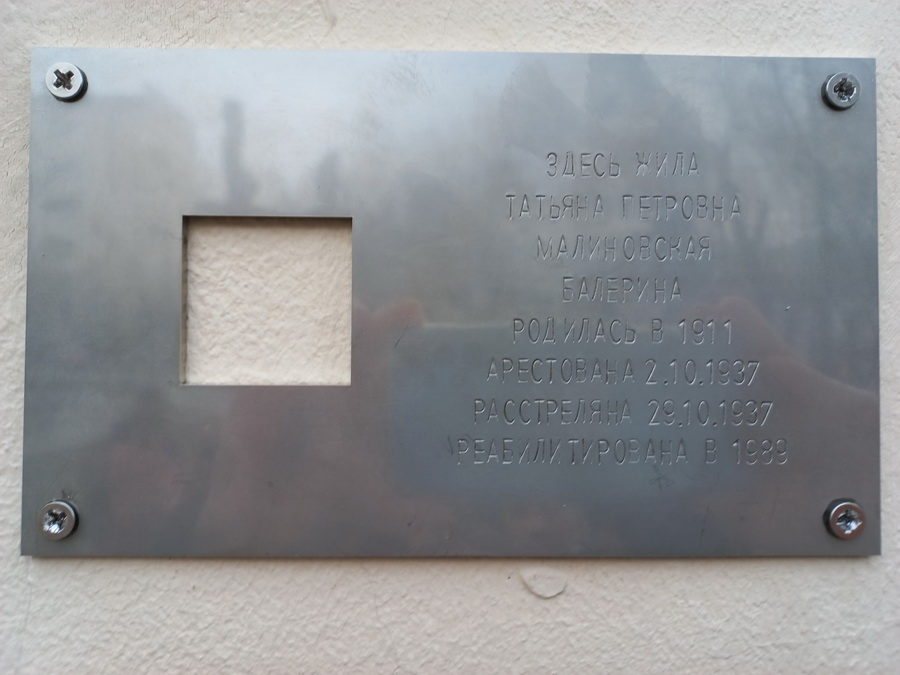 ЗДЕСЬ ЖИЛА
ТАТЬЯНА ПЕТРОВНА
МАЛИНОВСКАЯ
БАЛЕРИНА
РОДИЛАСЬ В 1911
АРЕСТОВАНА 2.10.1937
РАССТРЕЛЯНА 29.10.1937
РЕАБИЛИТИРОВАНА В 1989